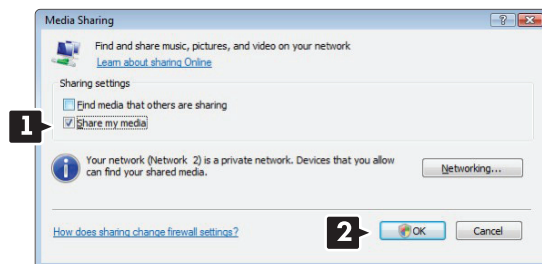 Media Sharing
Find and share music, pictures, and video on your network
Learn about sharing Online
Sharing settings
Find media that others are sharing
1
Share my media
Your network (Network 2) is a private network. Devices that you allow
can find your shared media.
Networking...
How does sharing change firewall settings?
2
OK
Cancel